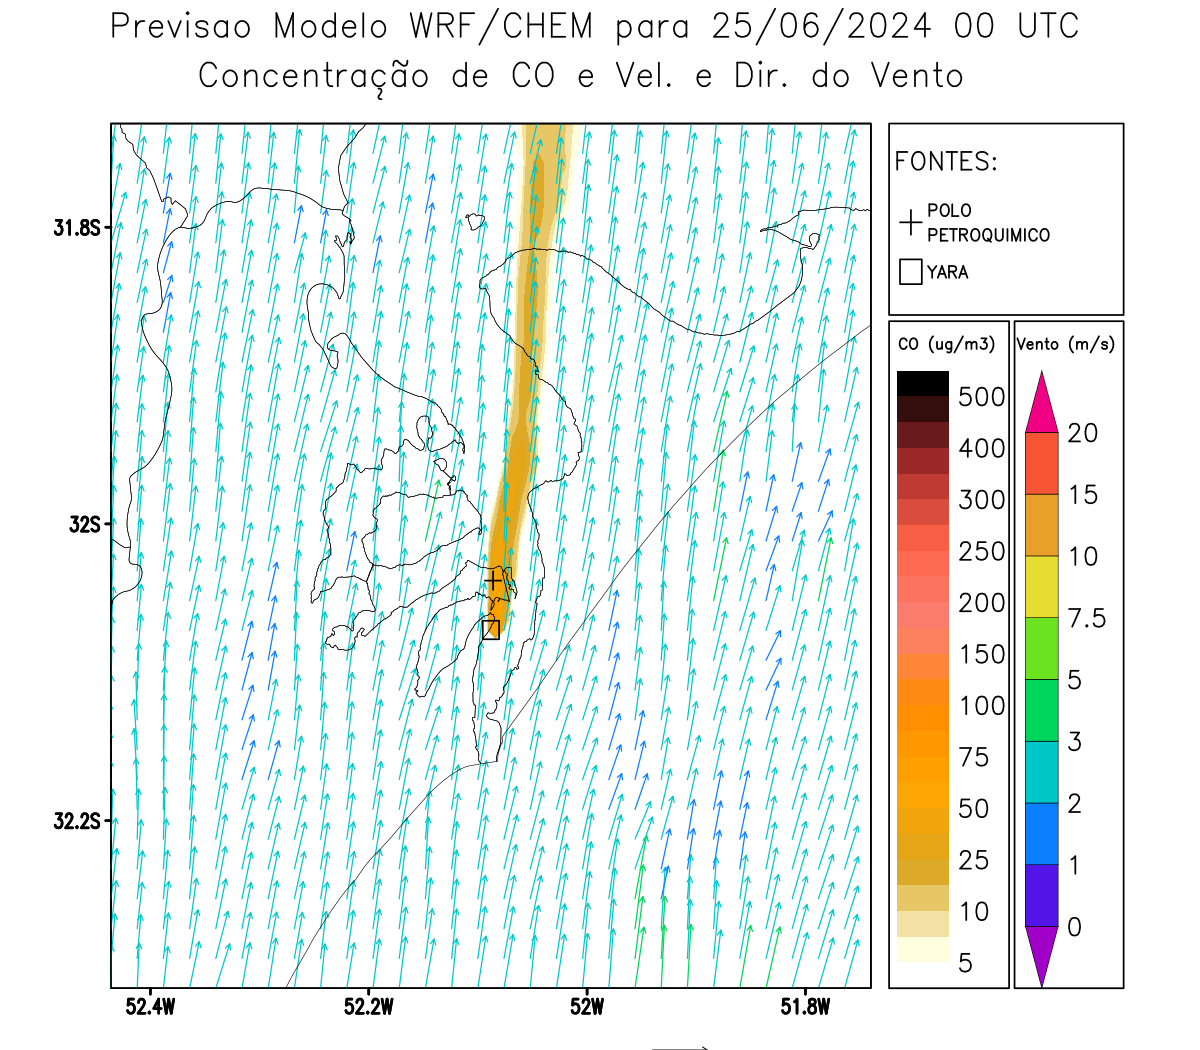 Previsao Modelo WRF/CHEM para 25/06/2024 00 UTC
Concentração de CO e Vel. e Dir. do Vento
FONTES:
POLO
PETROQUIMICO
YARA
CO (ug/m3)
500
400
300
250
200
150
100
75
50
25
10
5
Vento (m/s)
20
15
10
7.5
5
3
2
1
0
31.8S
32S
32.2S
52.4W
52.2W
52W
51.8W